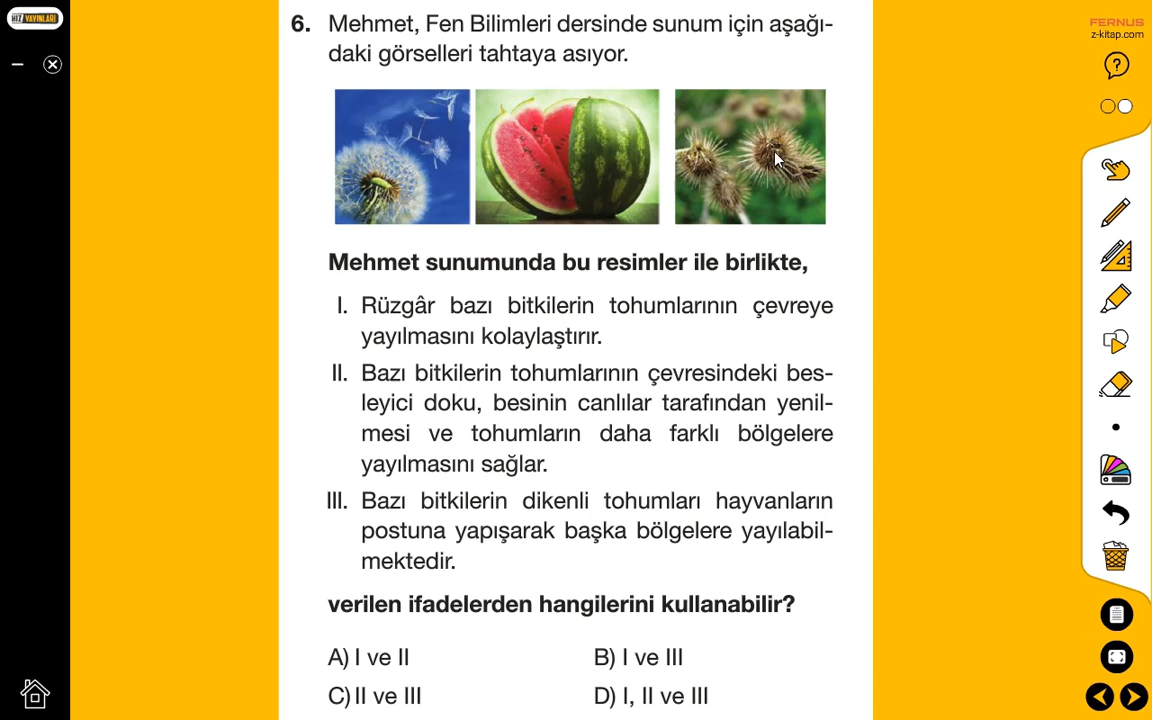 HIZ YAYINLARI
FERNUS
z-kitap.com
6. Mehmet, Fen Bilimleri dersinde sunum için aşağı-
daki görselleri tahtaya asıyor.
Mehmet sunumunda bu resimler ile birlikte,
I. Rüzgâr bazı bitkilerin tohumlarının çevreye
yayılmasını kolaylaştırır.
II. Bazı bitkilerin tohumlarının çevresindeki bes-
leyici doku, besinin canlılar tarafından yenil-
mesi ve tohumların daha farklı bölgelere
yayılmasını sağlar.
III. Bazı bitkilerin dikenli tohumları hayvanların
postuna yapışarak başka bölgelere yayılabil-
mektedir.
verilen ifadelerden hangilerini kullanabilir?
A) I ve II B) I ve III
C) II ve III D) I, II ve III